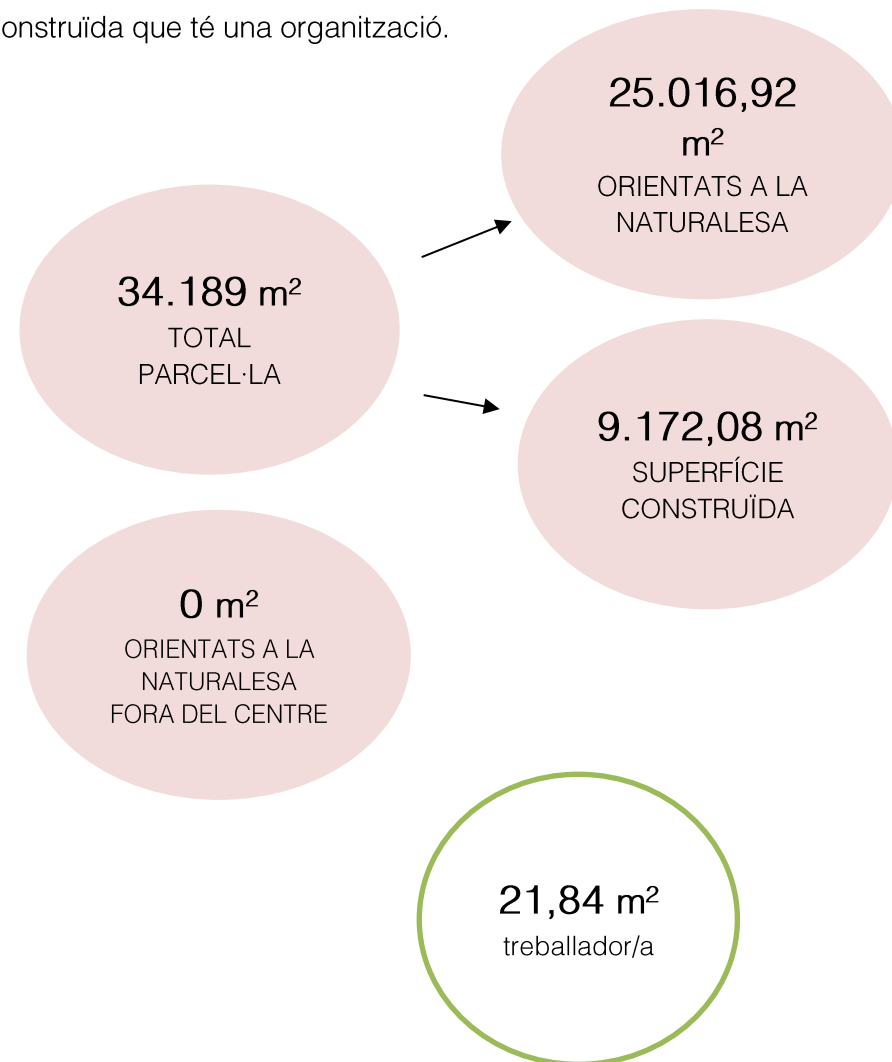 onstruïda que té una organització.
25.016,92
m²
ORIENTATS A LA
NATURALESA
34.189 m²
TOTAL
PARCEL·LA
9.172,08 m²
SUPERFÍCIE
CONSTRUÏDA
0 m²
ORIENTATS A LA
NATURALESA
FORA DEL CENTRE
21,84 m²
treballador/a